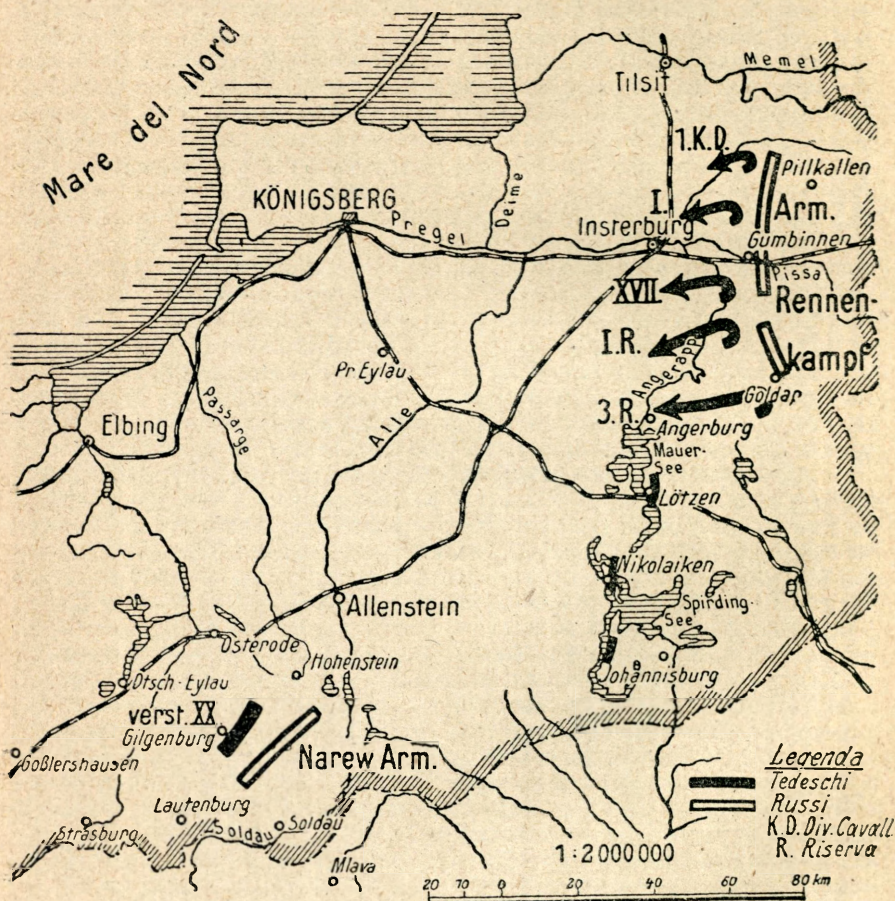 Mare del Nord
Memel
Tilsit
1.K.D.
Pillkallen
KÖNIGSBERG
Pregel
Deime
I.
Arm.
Insterburg
Gumbinnen
Pissa
XVII
Rennen-
kampf
I.R.
Pr Eylau
Angerapp
3.R.
Goldap
Angerburg
Elbing
Passarge
Alle
Mauer-
See
Lötzen
Nikolaiken
Spirding-
See
Allenstein
Osterode
Hohenstein
Johannisburg
Dtsch-Eylau
verst. XX
Gilgenburg
Narew Arm.
Goßlershausen
Lautenburg
Strasburg
Soldau
Soldau
Mlava
Legenda
Tedeschi
Russi
K.D. Div. Cavall.
R. Riserva
1:2000000
20 10 0 20 40 60 80 km